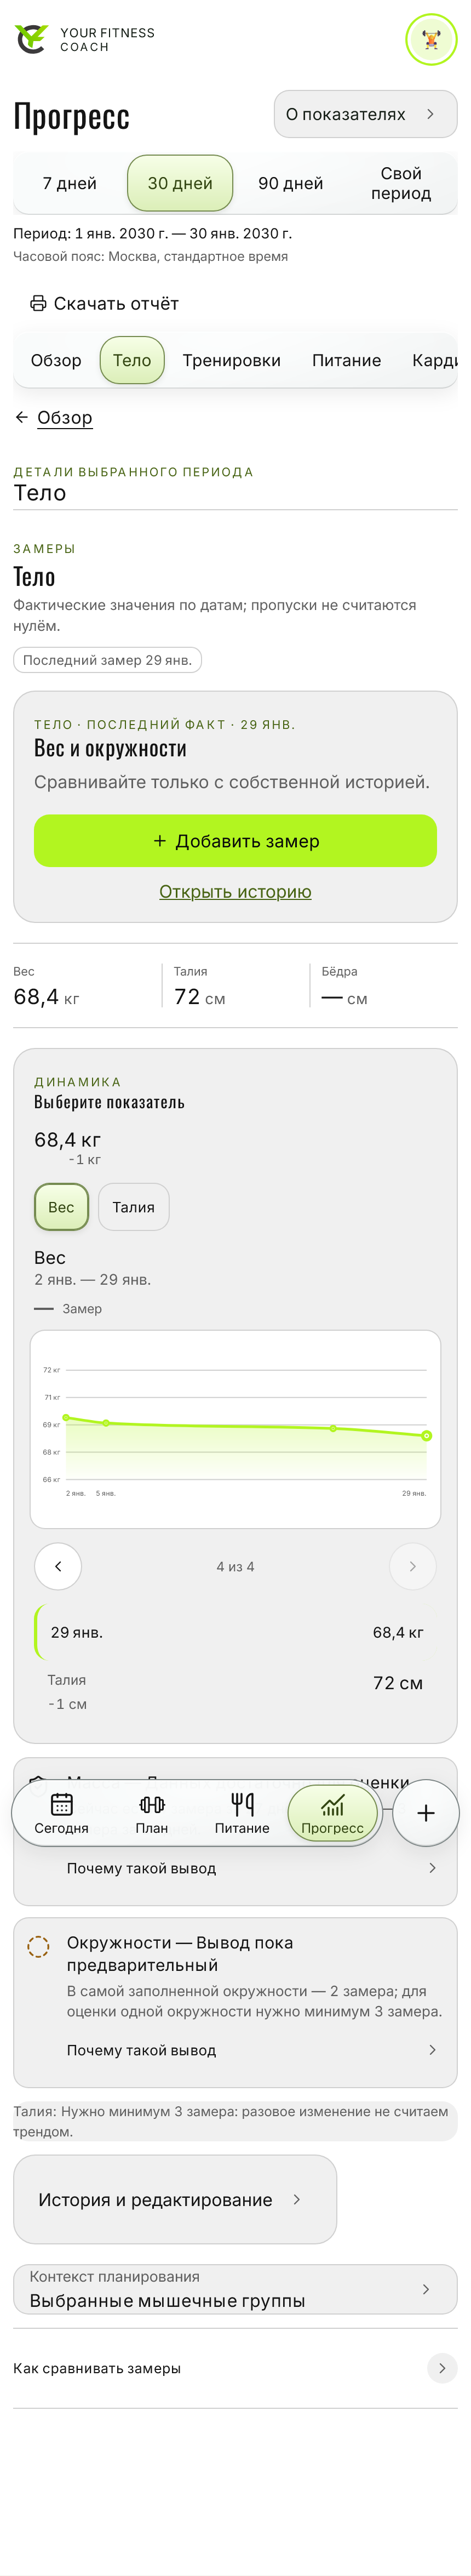 YOUR FITNESS
COACH
Прогресс
О показателях
7 дней
30 дней
90 дней
Свой
период
Период: 1 янв. 2030 г. — 30 янв. 2030 г.
Часовой пояс: Москва, стандартное время
Скачать отчёт
Обзор
Тело
Тренировки
Питание
Карди
Обзор
ДЕТАЛИ ВЫБРАННОГО ПЕРИОДА
Тело
ЗАМЕРЫ
Тело
Фактические значения по датам; пропуски не считаются
нулём.
Последний замер 29 янв.
ТЕЛО · ПОСЛЕДНИЙ ФАКТ · 29 ЯНВ.
Вес и окружности
Сравнивайте только с собственной историей.
+ Добавить замер
Открыть историю
Вес
68,4 кг
Талия
72 см
Бёдра
— см
ДИНАМИКА
Выберите показатель
68,4 кг
-1 кг
Вес
Талия
Вес
2 янв. — 29 янв.
Замер
72 кг
71 кг
69 кг
68 кг
66 кг
2 янв.
5 янв.
29 янв.
4 из 4
29 янв.
68,4 кг
Талия
72 см
-1 см
Сегодня
План
Питание
Прогресс
Почему такой вывод
Окружности — Вывод пока
предварительный
В самой заполненной окружности — 2 замера; для
оценки одной окружности нужно минимум 3 замера.
Почему такой вывод
Талия: Нужно минимум 3 замера: разовое изменение не считаем
трендом.
История и редактирование
Контекст планирования
Выбранные мышечные группы
Как сравнивать замеры